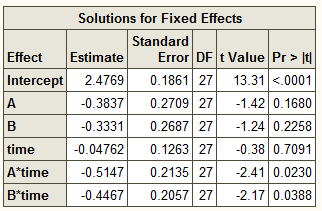 Solutions for Fixed Effects
Effect Estimate Standard Error DF t Value Pr > |t|
Intercept 2.4769 0.1861 27 13.31 <.0001
A -0.3837 0.2709 27 -1.42 0.1680
B -0.3331 0.2687 27 -1.24 0.2258
time -0.04762 0.1263 27 -0.38 0.7091
A*time -0.5147 0.2135 27 -2.41 0.0230
B*time -0.4467 0.2057 27 -2.17 0.0388